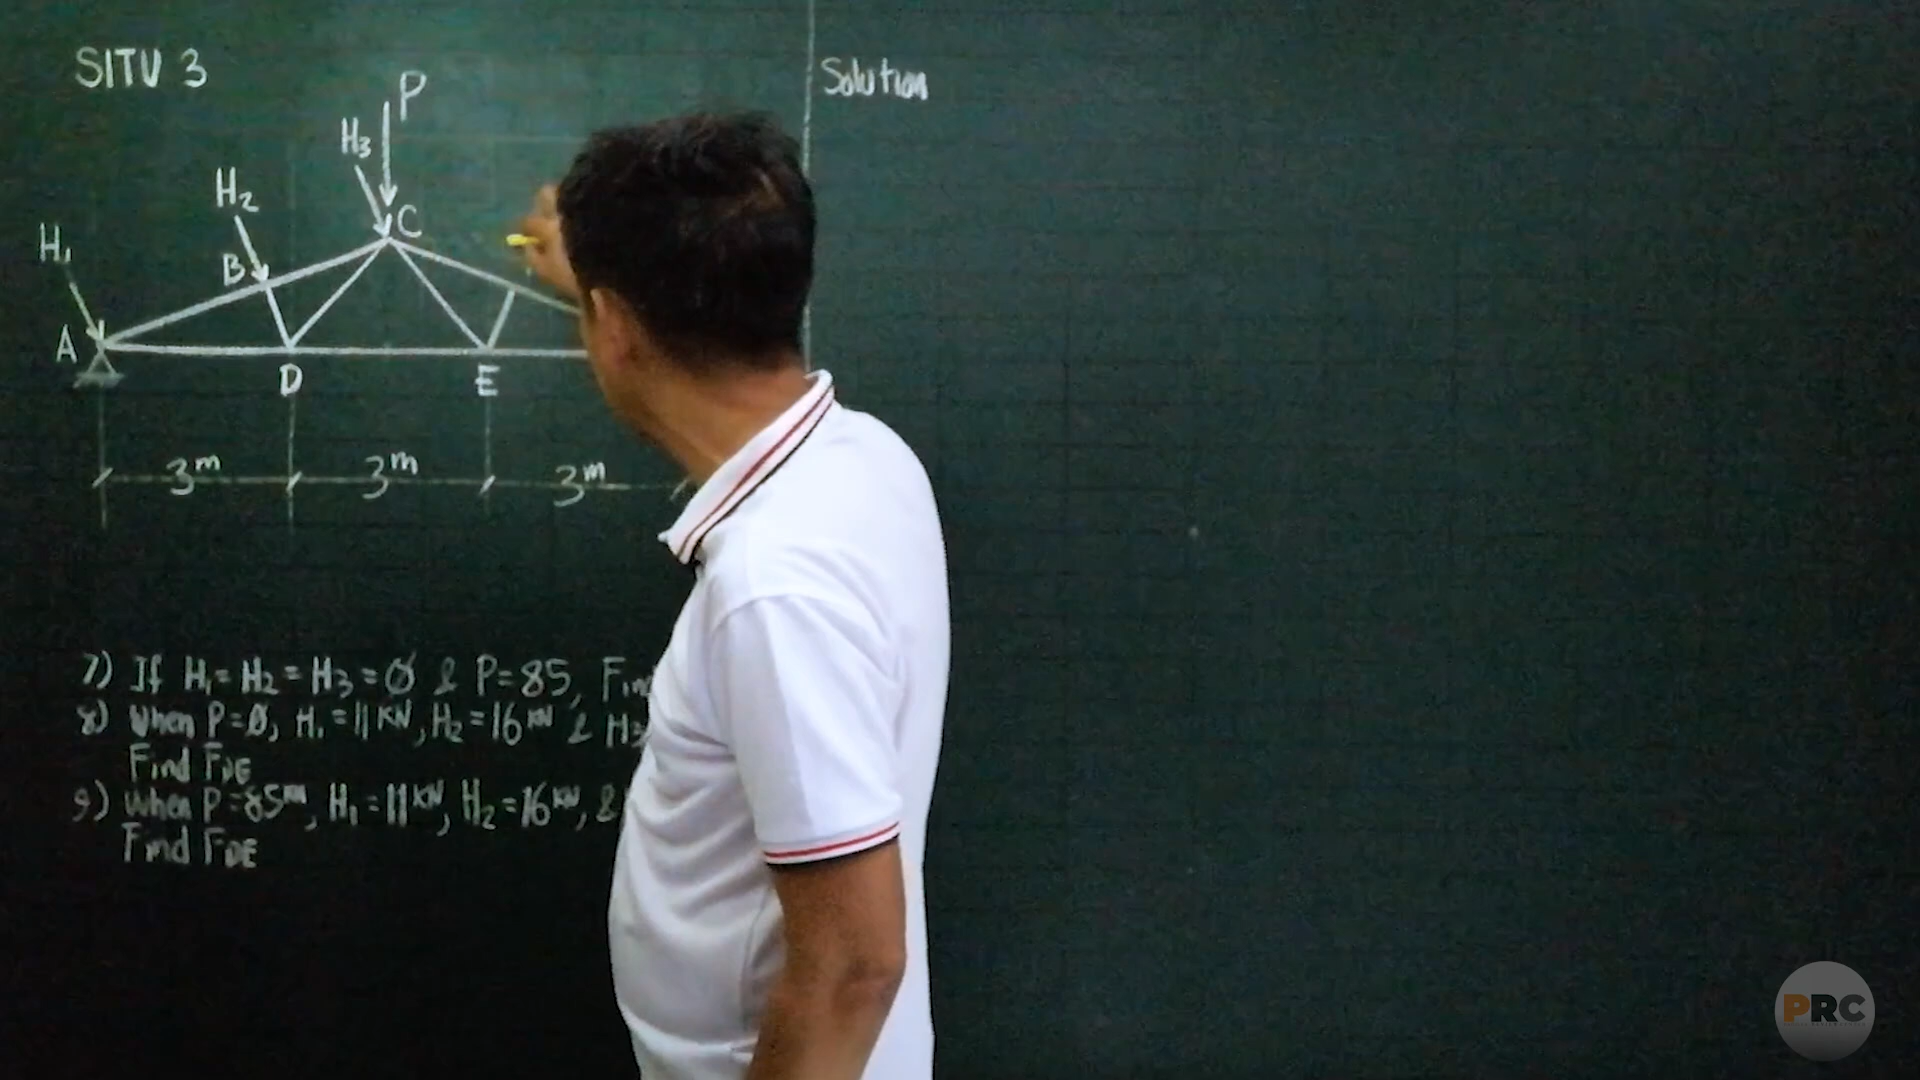 SITU 3
Solution
P
H3
H2
C
H1
B
A
D
E
3m 3m 3m
7) If H1 = H2 = H3 = Ø & P = 85, Find
8) When P = Ø, H1 = 11 KN, H2 = 16 KN & H3
Find FDE
9) When P = 85 KN, H1 = 11 KN, H2 = 16 KN, &
Find FDE
PRC